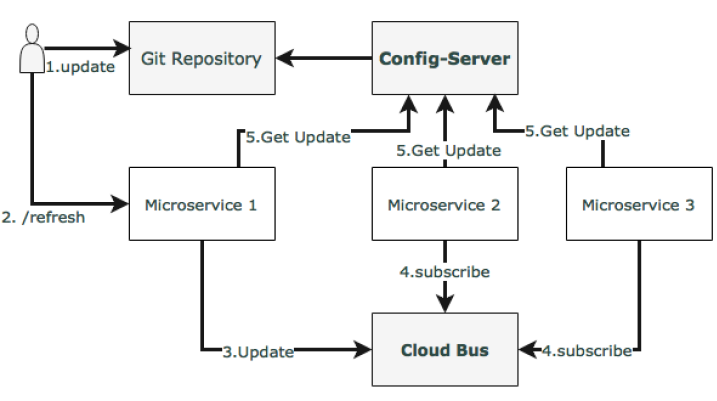 Git Repository
Config-Server
1.update
5.Get Update
5.Get Update
5.Get Update
Microservice 1
Microservice 2
Microservice 3
2. /refresh
4.subscribe
3.Update
Cloud Bus
4.subscribe